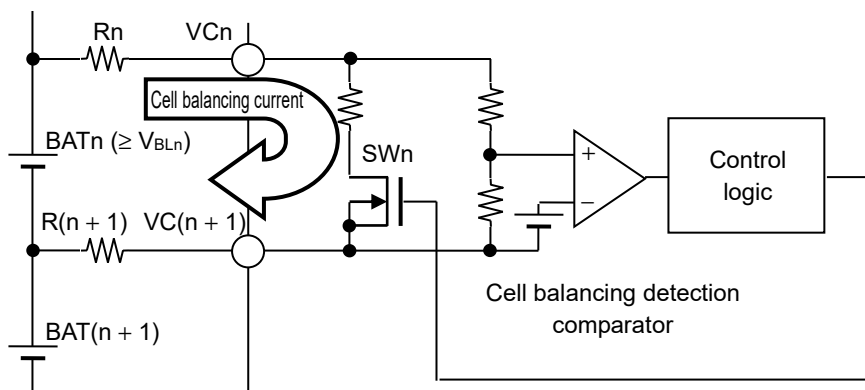 Rn
VCn
Cell balancing current
BATn (≥ VBLn)
SWn
+
−
Control
logic
R(n + 1)
VC(n + 1)
Cell balancing detection
comparator
BAT(n + 1)